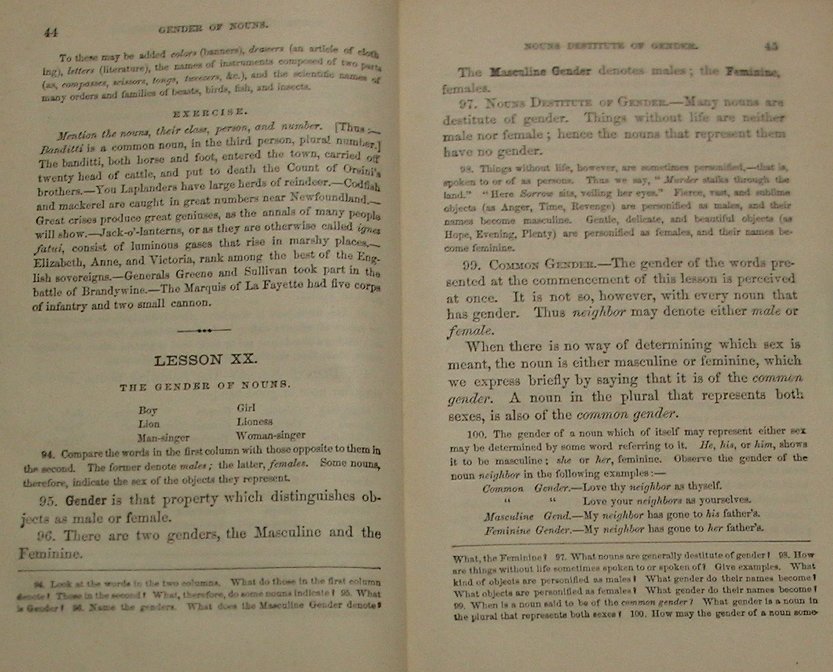 44
GENDER OF NOUNS.
To these may be added colors (banners), drawers (an article of cloth
ing), letters (literature), the names of instruments composed of two parts
(as, compasses, scissors, tongs, tweezers, &c.), and the scientific names of
many orders and families of beasts, birds, fish, and insects.
EXERCISE.
Mention the nouns, their class, person, and number. [Thus:—
Banditti is a common noun, in the third person, plural number.]
The banditti, both horse and foot, entered the town, carried off
twenty head of cattle, and put to death the Count of Orsini's
brothers.—You Laplanders have large herds of reindeer.—Codfish
and mackerel are caught in great numbers near Newfoundland.—
Great crises produce great geniuses, as the annals of many people
will show.—Jack-o'-lanterns, or as they are otherwise called ignes
fatui, consist of luminous gases that rise in marshy places.—
Elizabeth, Anne, and Victoria, rank among the best of the Eng-
lish sovereigns.—Generals Greene and Sullivan took part in the
battle of Brandywine.—The Marquis of La Fayette had five corps
of infantry and two small cannon.
LESSON XX.
THE GENDER OF NOUNS.
Boy Girl
Lion Lioness
Man-singer Woman-singer
94. Compare the words in the first column with those opposite to them in
the second. The former denote males; the latter, females. Some nouns,
therefore, indicate the sex of the objects they represent.
95. Gender is that property which distinguishes ob-
jects as male or female.
96. There are two genders, the Masculine and the
Feminine.
94. Look at the words in the two columns. What do those in the first column
denote? Those in the second? What, therefore, do some nouns indicate? 95. What
is Gender? 96. Name the genders. What does the Masculine Gender denote?
NOUNS DESTITUTE OF GENDER.
45
The Masculine Gender denotes males; the Feminine,
females.
97. Nouns Destitute of Gender.—Many nouns are
destitute of gender. Things without life are neither
male nor female; hence the nouns that represent them
have no gender.
98. Things without life, however, are sometimes personified,—that is,
spoken to or of as persons. Thus we say, "Murder stalks through the
land." "Here Sorrow sits, veiling her eyes." Fierce, vast, and sublime
objects (as Anger, Time, Revenge) are personified as males, and their
names become masculine. Gentle, delicate, and beautiful objects (as
Hope, Evening, Plenty) are personified as females, and their names be-
come feminine.
99. Common Gender.—The gender of the words pre-
sented at the commencement of this lesson is perceived
at once. It is not so, however, with every noun that
has gender. Thus neighbor may denote either male or
female.
When there is no way of determining which sex is
meant, the noun is either masculine or feminine, which
we express briefly by saying that it is of the common
gender. A noun in the plural that represents both
sexes, is also of the common gender.
100. The gender of a noun which of itself may represent either sex
may be determined by some word referring to it. He, his, or him, shows
it to be masculine; she or her, feminine. Observe the gender of the
noun neighbor in the following examples:—
Common Gender.—Love thy neighbor as thyself.
" " Love your neighbors as yourselves.
Masculine Gend.—My neighbor has gone to his father's.
Feminine Gender.—My neighbor has gone to her father's.
What, the Feminine? 97. What nouns are generally destitute of gender? 98. How
are things without life sometimes spoken to or spoken of? Give examples. What
kind of objects are personified as males? What gender do their names become?
What objects are personified as females? What gender do their names become?
99. When is a noun said to be of the common gender? What gender is a noun in
the plural that represents both sexes? 100. How may the gender of a noun some-